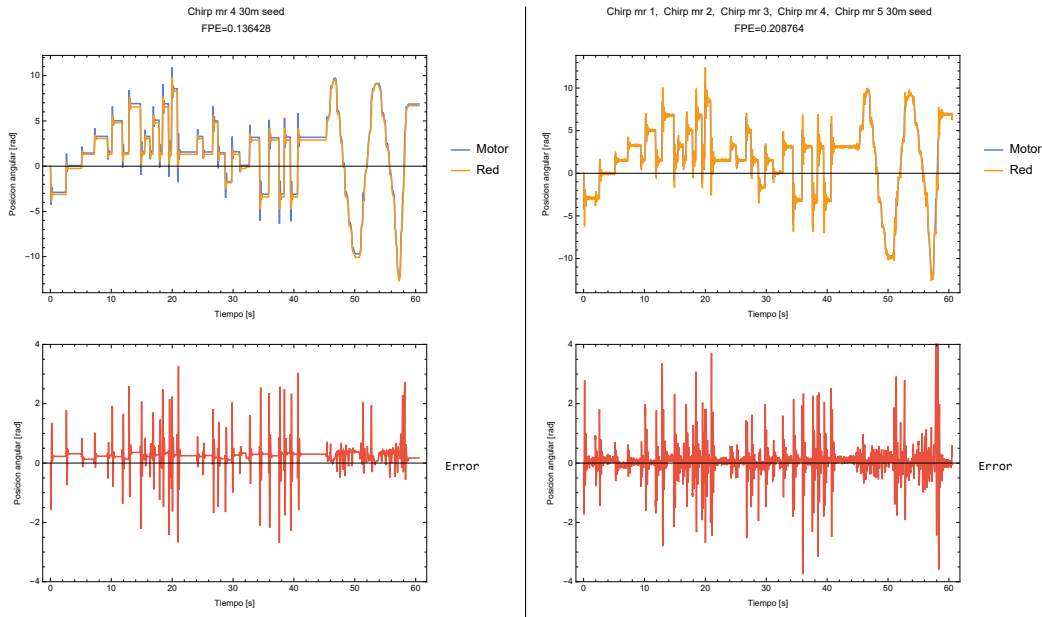 Chirp mr 4 30m seed
FPE=0.136428
10
5
0
−5
−10
Posicion angular [rad]
0
10
20
30
40
50
60
Tiempo [s]
Motor
Red
4
2
0
−2
−4
Posicion angular [rad]
0
10
20
30
40
50
60
Tiempo [s]
Error
Chirp mr 1, Chirp mr 2, Chirp mr 3, Chirp mr 4, Chirp mr 5 30m seed
FPE=0.208764
10
5
0
−5
−10
Posicion angular [rad]
0
10
20
30
40
50
60
Tiempo [s]
Motor
Red
4
2
0
−2
−4
Posicion angular [rad]
0
10
20
30
40
50
60
Tiempo [s]
Error